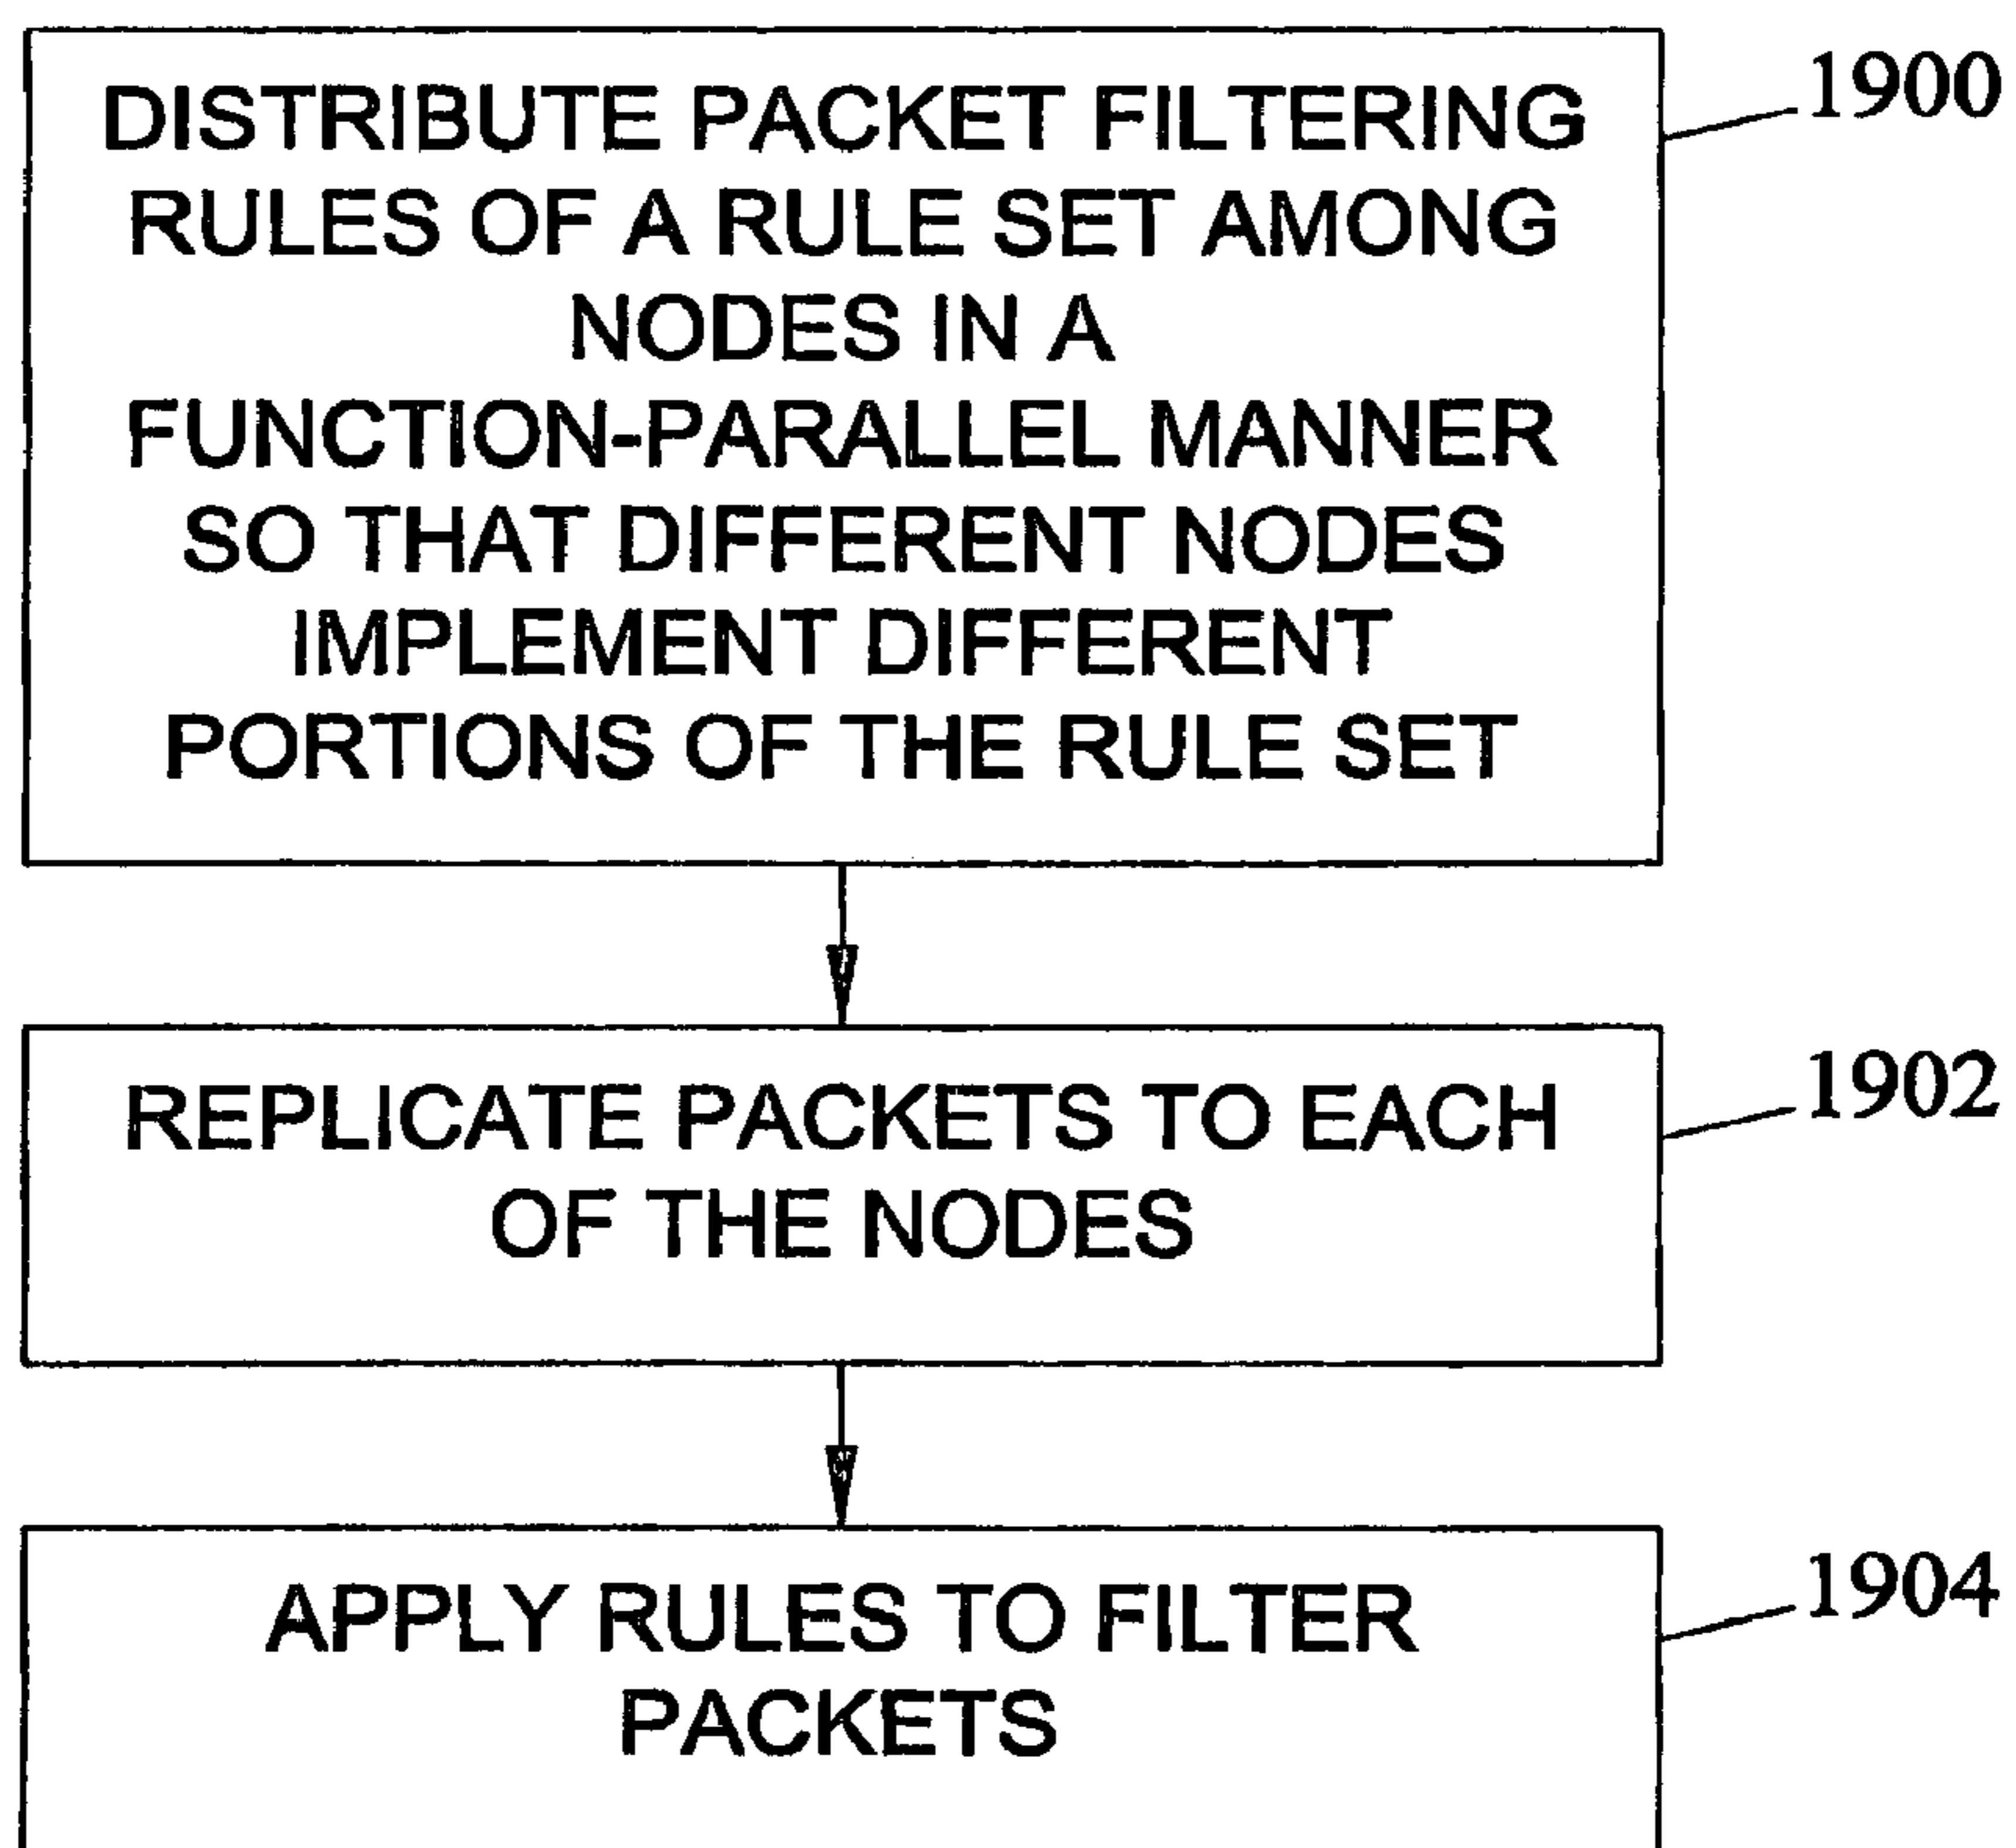 1900
DISTRIBUTE PACKET FILTERING
RULES OF A RULE SET AMONG
NODES IN A
FUNCTION-PARALLEL MANNER
SO THAT DIFFERENT NODES
IMPLEMENT DIFFERENT
PORTIONS OF THE RULE SET
1902
REPLICATE PACKETS TO EACH
OF THE NODES
1904
APPLY RULES TO FILTER
PACKETS